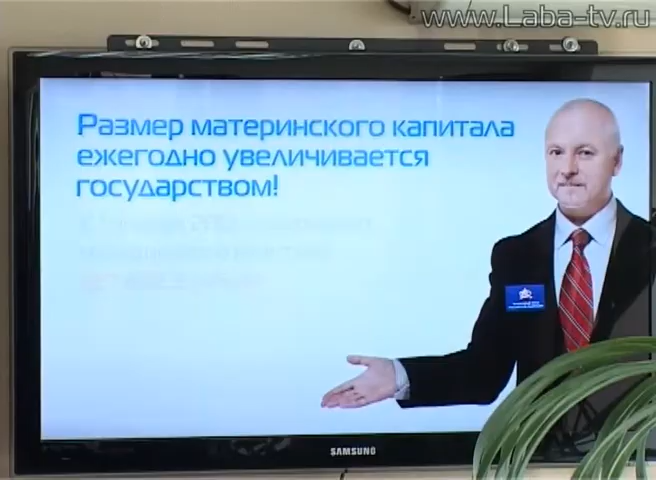 www.Laba-tv.ru
Размер материнского капитала
ежегодно увеличивается
государством!
SAMSUNG